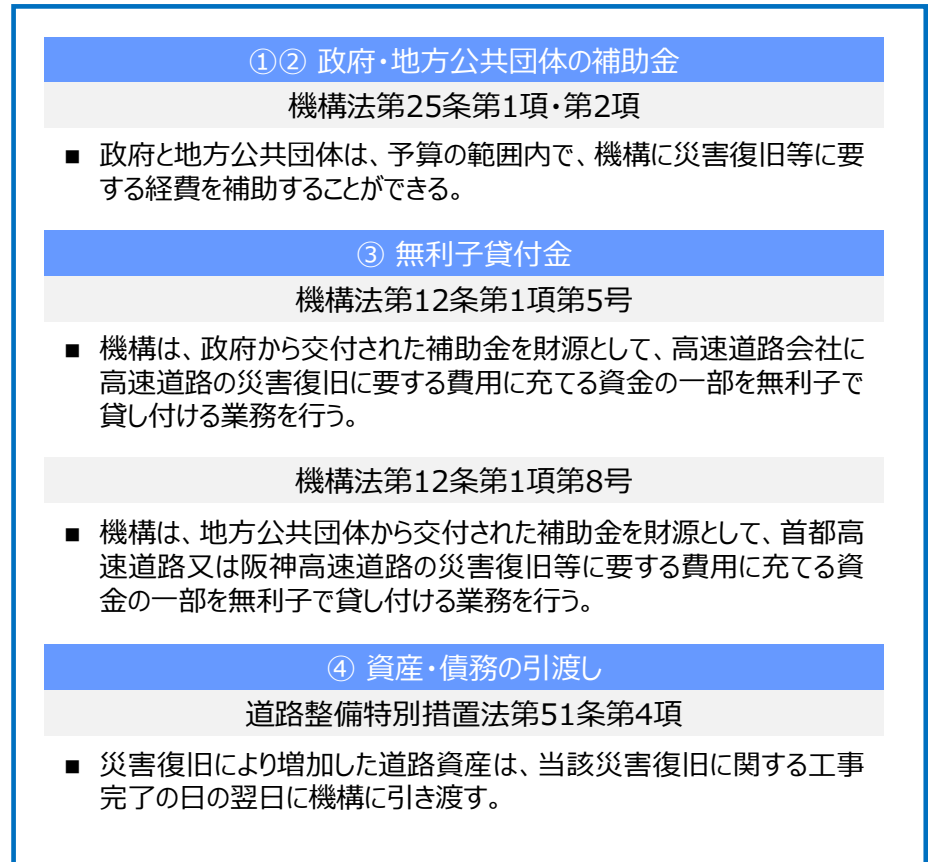 ①② 政府・地方公共団体の補助金
機構法第25条第1項・第2項
■ 政府と地方公共団体は、予算の範囲内で、機構に災害復旧等に要
する経費を補助することができる。
③ 無利子貸付金
機構法第12条第1項第5号
■ 機構は、政府から交付された補助金を財源として、高速道路会社に
高速道路の災害復旧に要する費用に充てる資金の一部を無利子で
貸し付ける業務を行う。
機構法第12条第1項第8号
■ 機構は、地方公共団体から交付された補助金を財源として、首都高
速道路又は阪神高速道路の災害復旧等に要する費用に充てる資
金の一部を無利子で貸し付ける業務を行う。
④ 資産・債務の引渡し
道路整備特別措置法第51条第4項
■ 災害復旧により増加した道路資産は、当該災害復旧に関する工事
完了の日の翌日に機構に引き渡す。